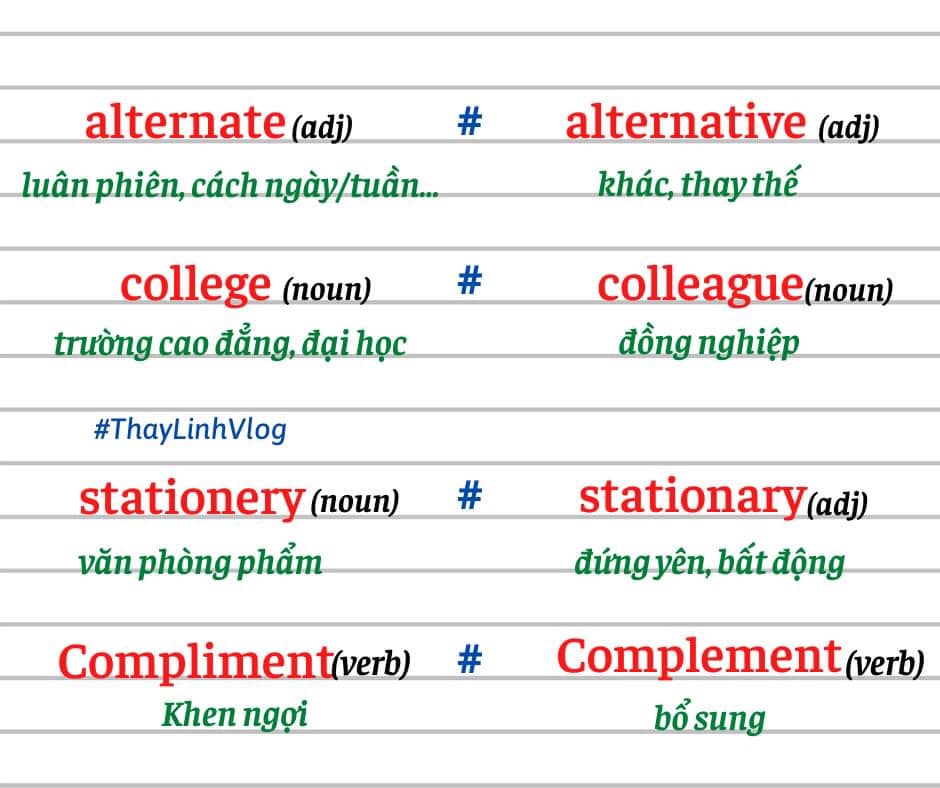 alternate (adj) # alternative (adj)
luân phiên, cách ngày/tuần... khác, thay thế
college (noun) # colleague (noun)
trường cao đẳng, đại học đồng nghiệp
#ThayLinhVlog
stationery (noun) # stationary (adj)
văn phòng phẩm đứng yên, bất động
Compliment (verb) # Complement (verb)
Khen ngợi bổ sung